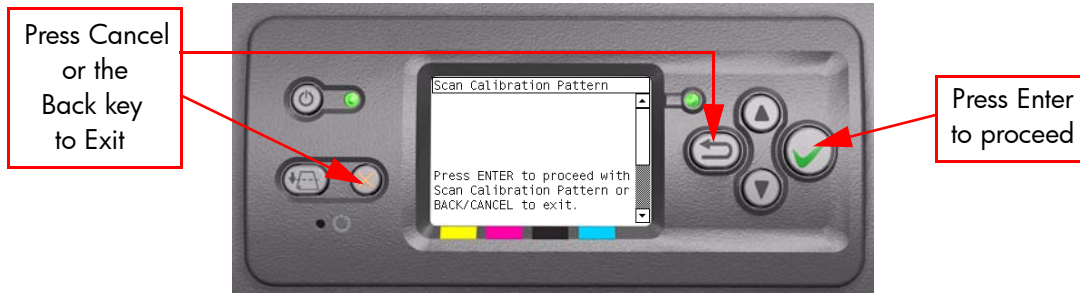 Press Cancel
or the
Back key
to Exit
Scan Calibration Pattern
Press ENTER to proceed with
Scan Calibration Pattern or
BACK/CANCEL to exit.
Press Enter
to proceed